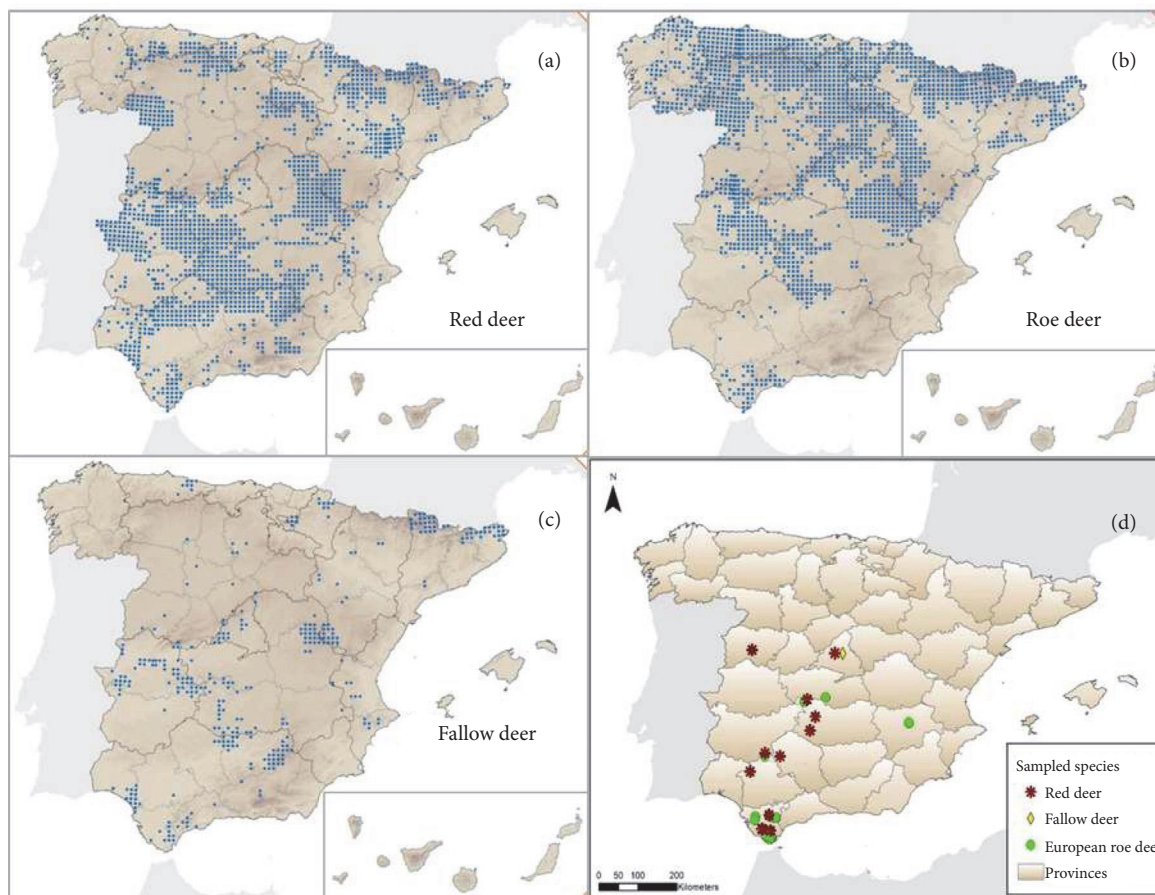 (a)
Red deer
(b)
Roe deer
(c)
Fallow deer
N
(d)
Sampled species
Red deer
Fallow deer
European roe dee
Provinces
0 50 100 200
Kilometers